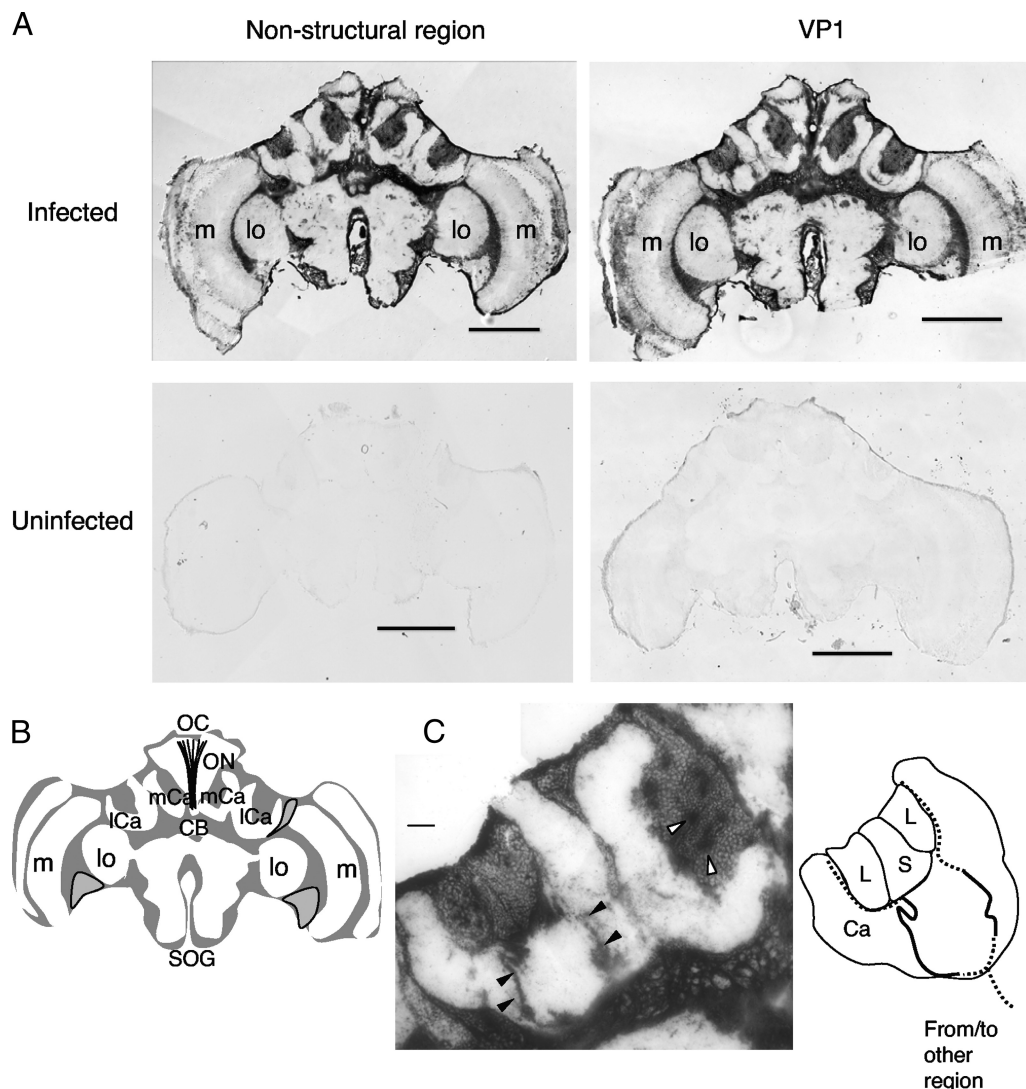 A
Non-structural region
VP1
Infected
m
lo
lo
m
m
lo
lo
m
Uninfected
B
OC
ON
mCa
mCa
lCa
lCa
CB
m
lo
lo
m
SOG
C
L
L
S
Ca
From/to
other
region